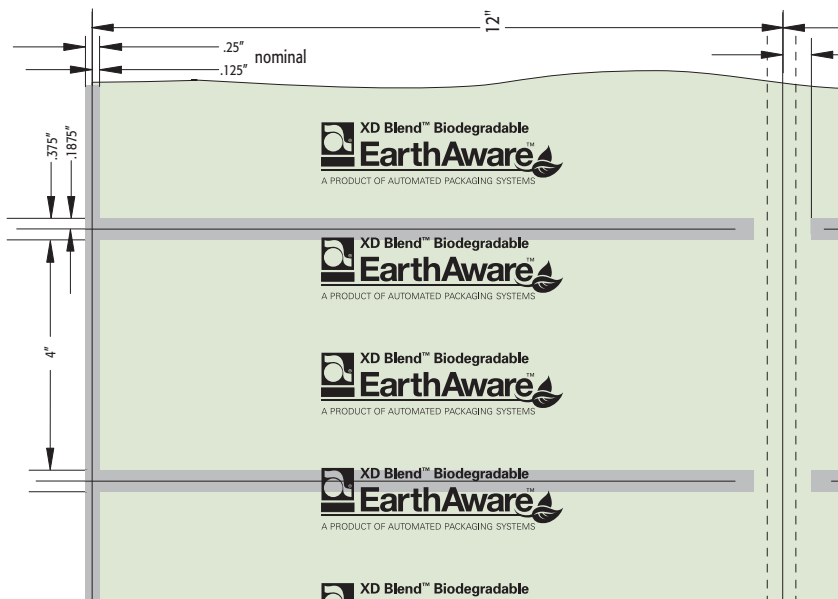 12"
.25" nominal
.125"
.375"
.1875"
XD Blend™ Biodegradable
EarthAware™
A PRODUCT OF AUTOMATED PACKAGING SYSTEMS
XD Blend™ Biodegradable
EarthAware™
A PRODUCT OF AUTOMATED PACKAGING SYSTEMS
4"
XD Blend™ Biodegradable
EarthAware™
A PRODUCT OF AUTOMATED PACKAGING SYSTEMS
XD Blend™ Biodegradable
EarthAware™
A PRODUCT OF AUTOMATED PACKAGING SYSTEMS
XD Blend™ Biodegradable